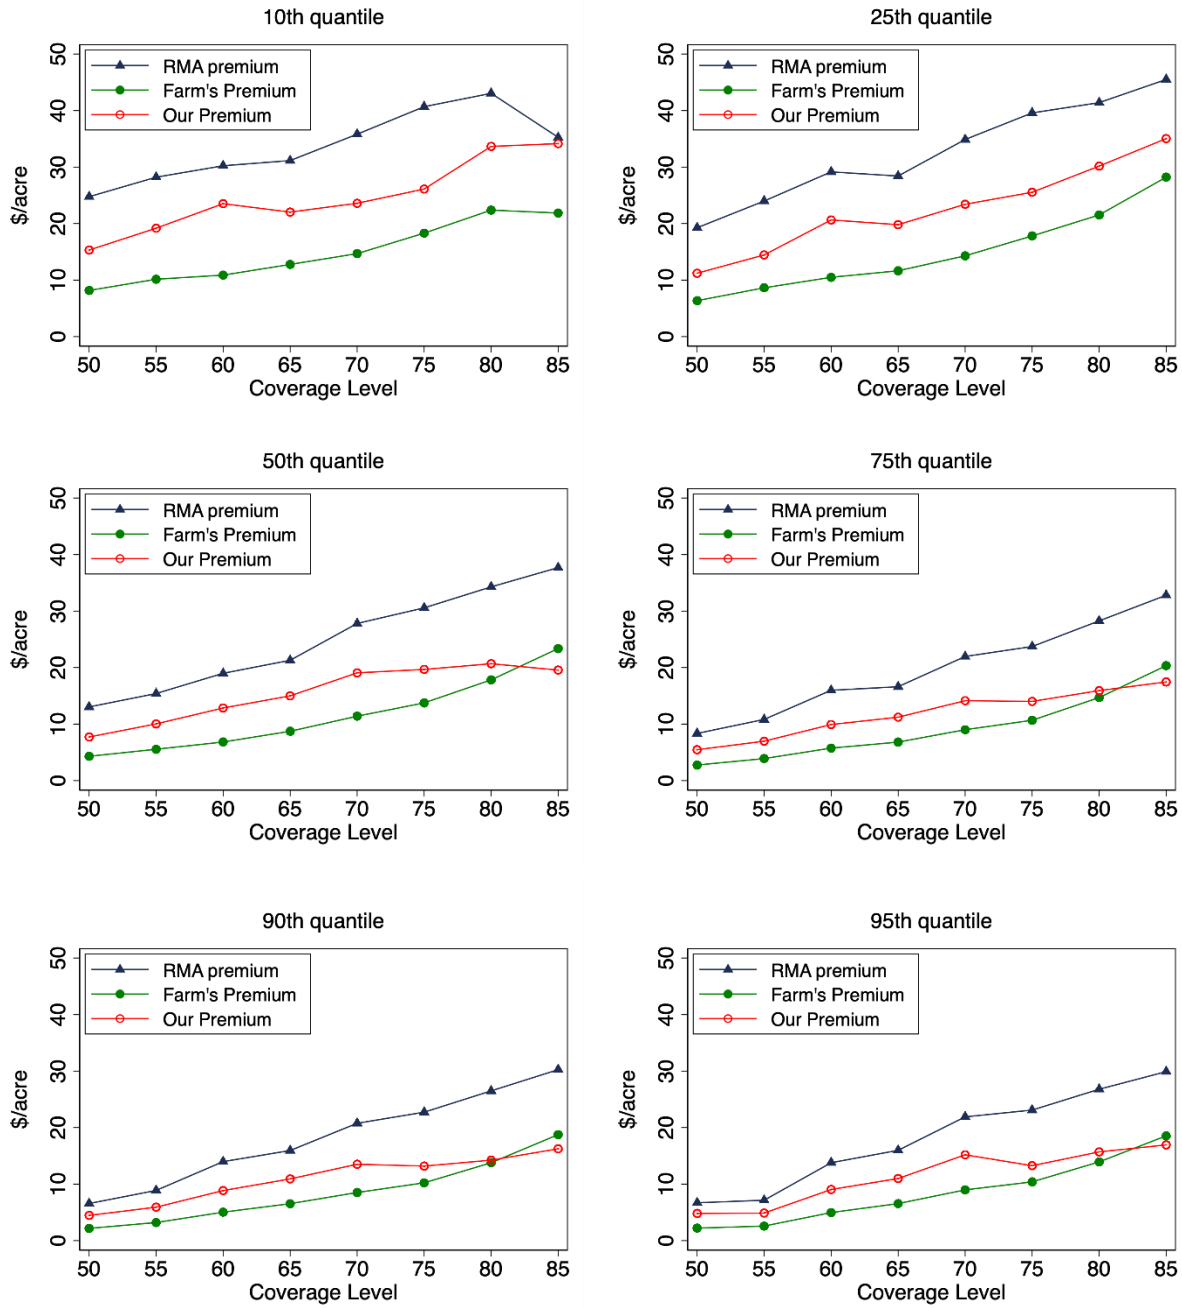 10th quantile
50
40
30
20
10
0
$/acre
RMA premium
Farm's Premium
Our Premium
50 55 60 65 70 75 80 85
Coverage Level
25th quantile
50
40
30
20
10
0
$/acre
RMA premium
Farm's Premium
Our Premium
50 55 60 65 70 75 80 85
Coverage Level
50th quantile
50
40
30
20
10
0
$/acre
RMA premium
Farm's Premium
Our Premium
50 55 60 65 70 75 80 85
Coverage Level
75th quantile
50
40
30
20
10
0
$/acre
RMA premium
Farm's Premium
Our Premium
50 55 60 65 70 75 80 85
Coverage Level
90th quantile
50
40
30
20
10
0
$/acre
RMA premium
Farm's Premium
Our Premium
50 55 60 65 70 75 80 85
Coverage Level
95th quantile
50
40
30
20
10
0
$/acre
RMA premium
Farm's Premium
Our Premium
50 55 60 65 70 75 80 85
Coverage Level